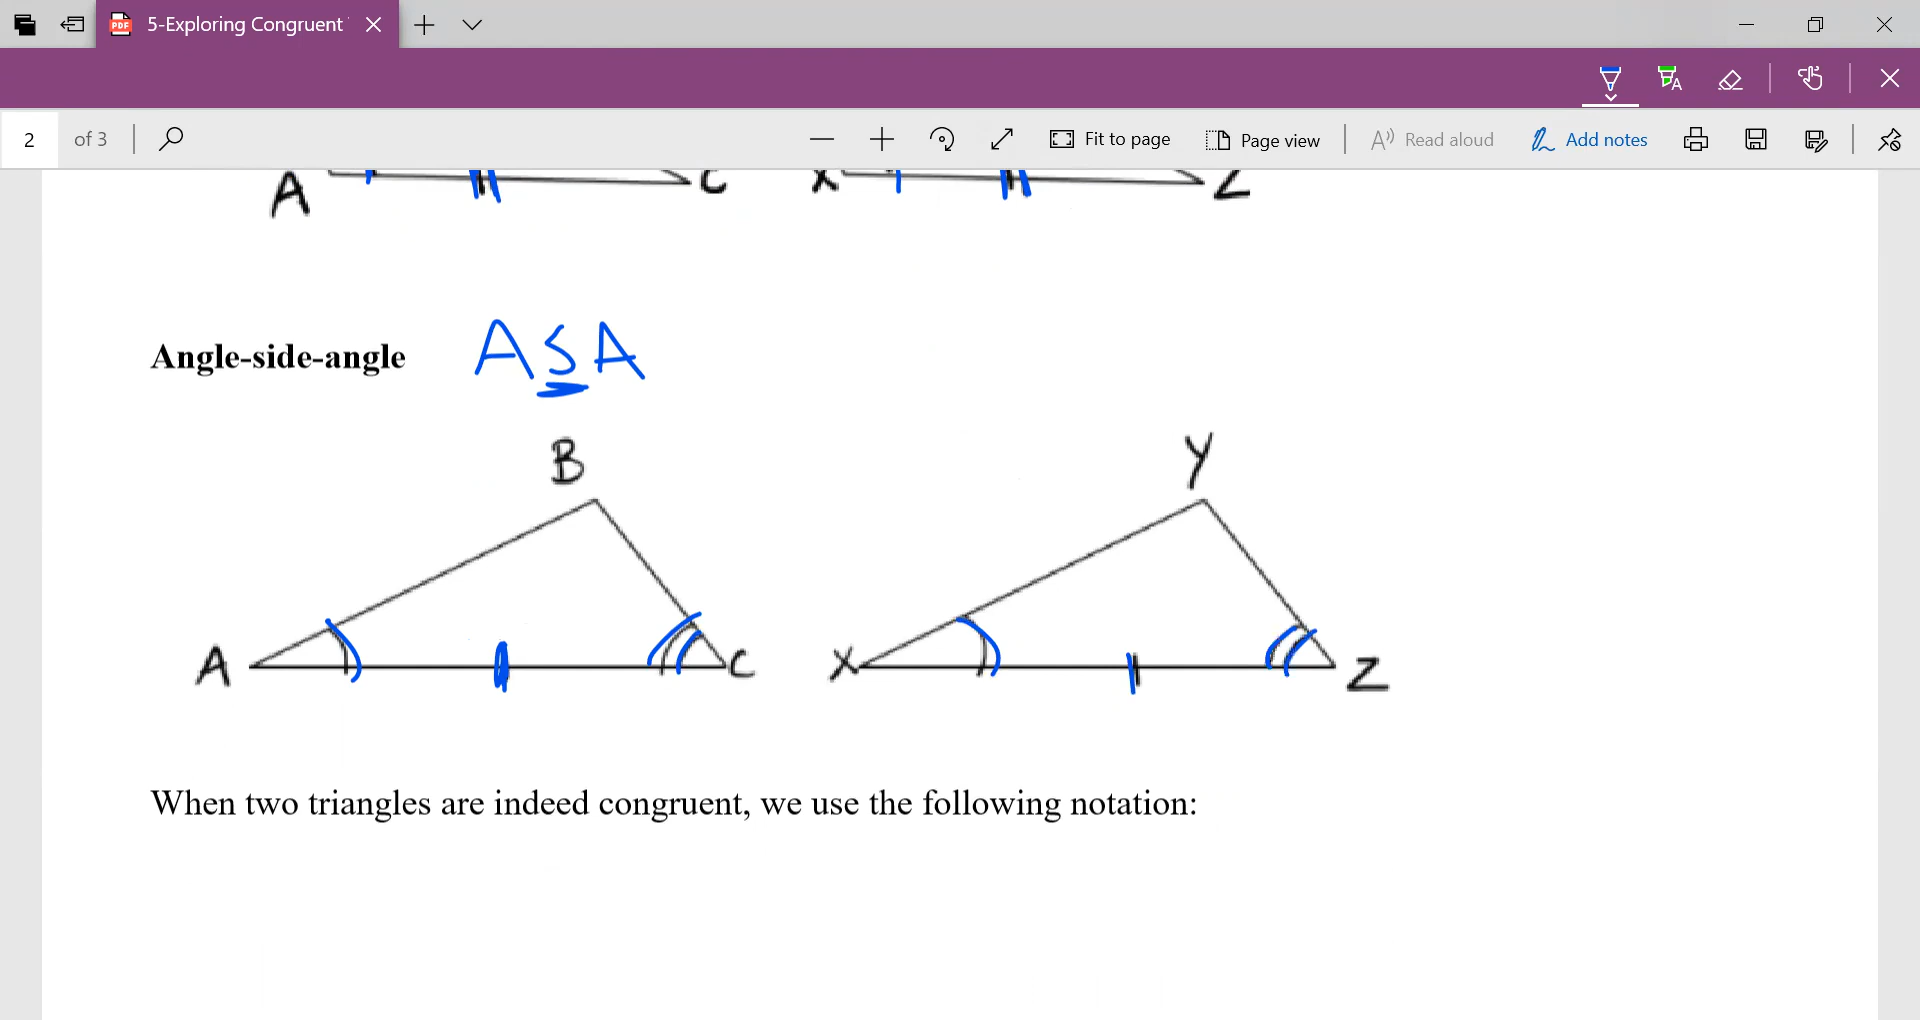 5-Exploring Congruent
2 of 3 Fit to page Page view Read aloud Add notes
A C X Z
Angle-side-angle ASA
B Y
A C X Z
When two triangles are indeed congruent, we use the following notation: